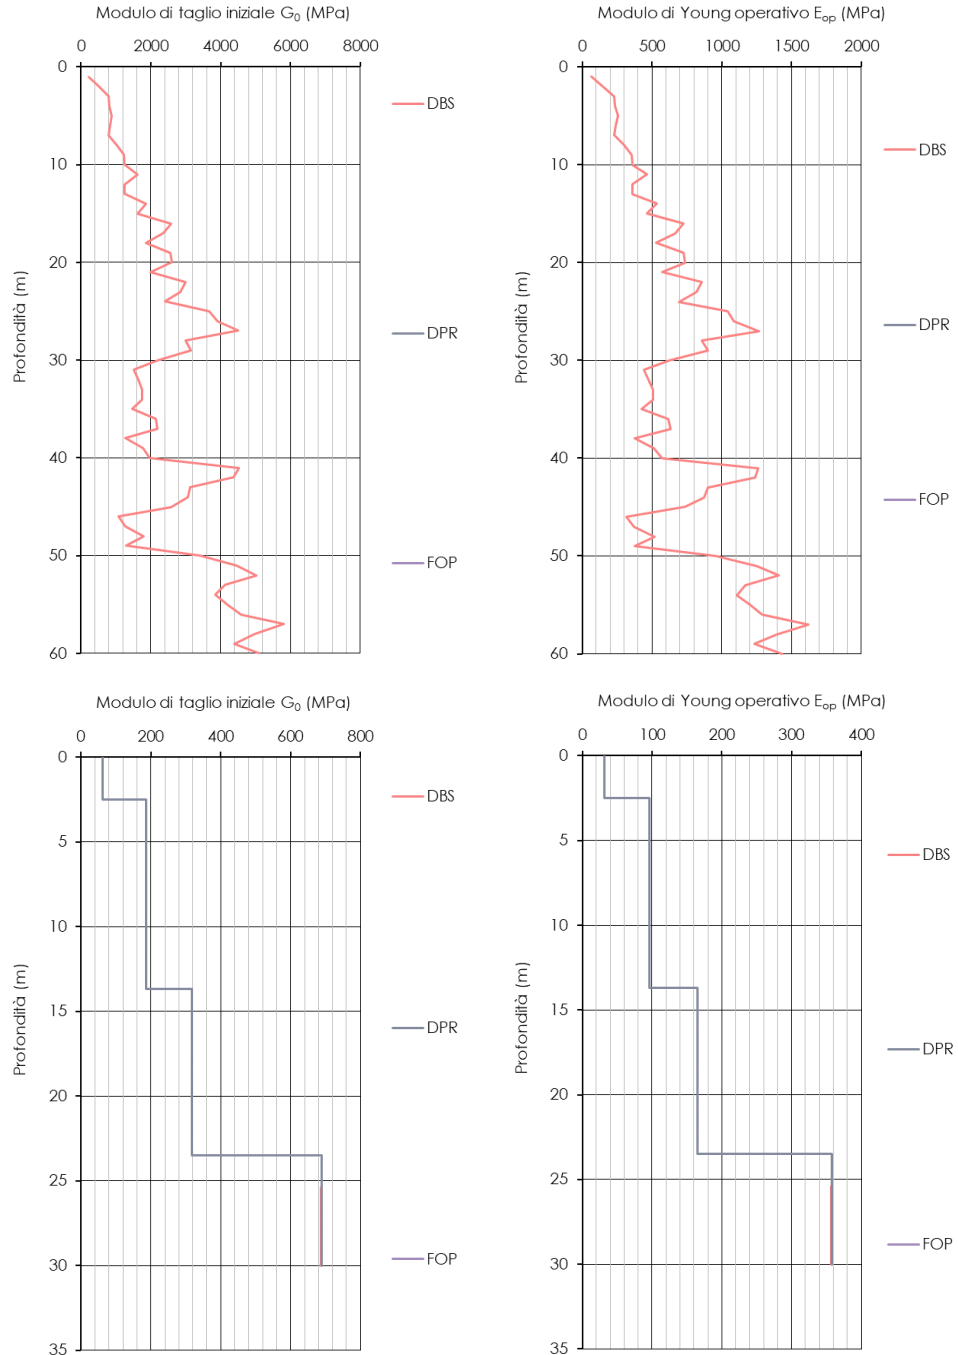 Modulo di taglio iniziale G₀ (MPa)
0 2000 4000 6000 8000
0
10
20
30
40
50
60
Profondità (m)
DBS
DPR
FOP
Modulo di Young operativo Eₒₚ (MPa)
0 500 1000 1500 2000
0
10
20
30
40
50
60
Profondità (m)
DBS
DPR
FOP
Modulo di taglio iniziale G₀ (MPa)
0 200 400 600 800
0
5
10
15
20
25
30
35
Profondità (m)
DBS
DPR
FOP
Modulo di Young operativo Eₒₚ (MPa)
0 100 200 300 400
0
5
10
15
20
25
30
35
Profondità (m)
DBS
DPR
FOP